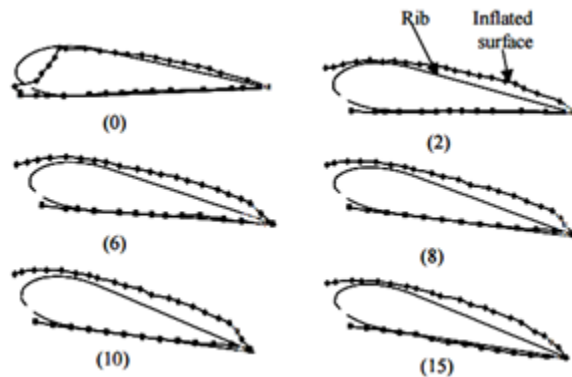 Rib
Inflated
surface
(0)
(2)
(6)
(8)
(10)
(15)